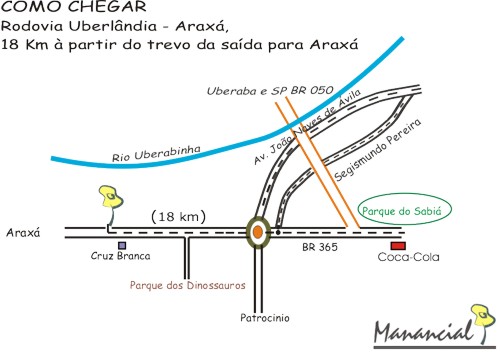 COMO CHEGAR
Rodovia Uberlândia - Araxá,
18 Km à partir do trevo da saída para Araxá
Uberaba e SP BR 050
Av. João Naves de Ávila
Rio Uberabinha
Segismundo Pereira
Parque do Sabiá
(18 km)
Araxá
Cruz Branca
BR 365
Coca-Cola
Parque dos Dinossauros
Patrocinio
Manancial